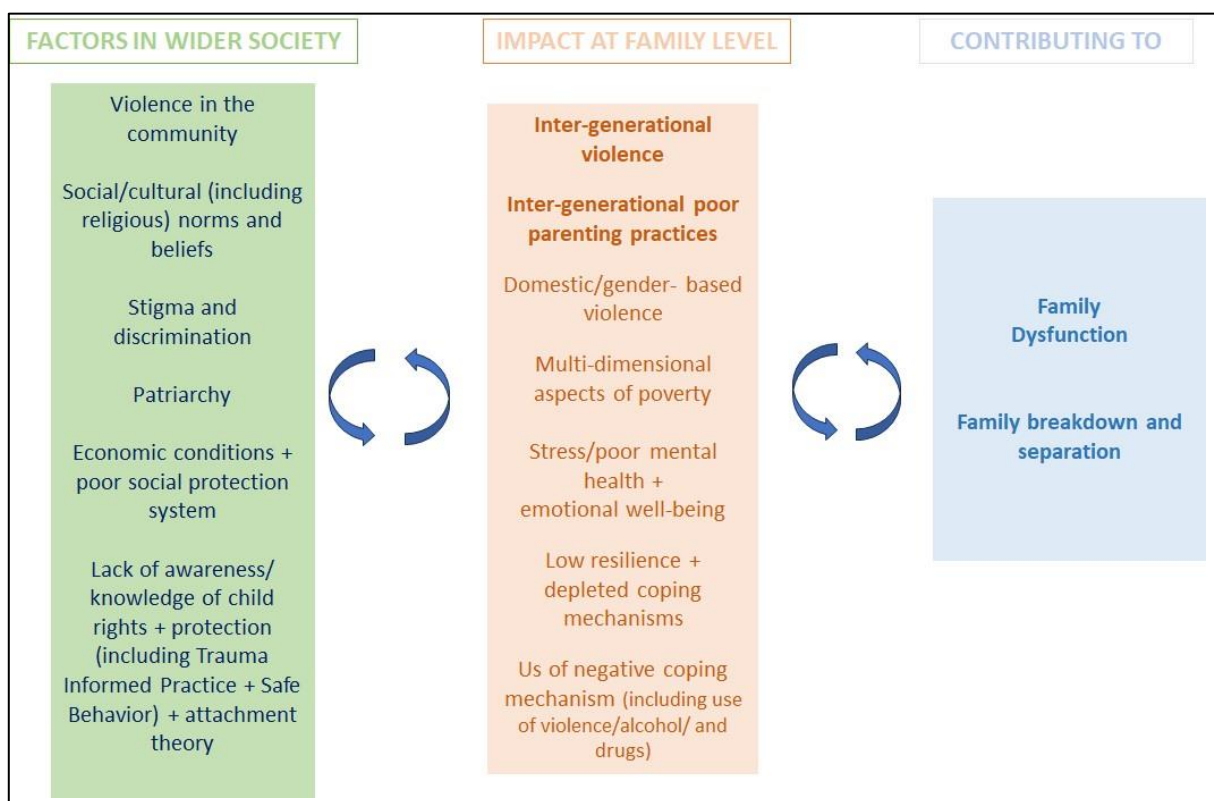 FACTORS IN WIDER SOCIETY
Violence in the
community
Social/cultural (including
religious) norms and
beliefs
Stigma and
discrimination
Patriarchy
Economic conditions +
poor social protection
system
Lack of awareness/
knowledge of child
rights + protection
(including Trauma
Informed Practice + Safe
Behavior) + attachment
theory
IMPACT AT FAMILY LEVEL
Inter-generational
violence
Inter-generational poor
parenting practices
Domestic/gender- based
violence
Multi-dimensional
aspects of poverty
Stress/poor mental
health +
emotional well-being
Low resilience +
depleted coping
mechanisms
Us of negative coping
mechanism (including use
of violence/alcohol/ and
drugs)
CONTRIBUTING TO
Family
Dysfunction
Family breakdown and
separation